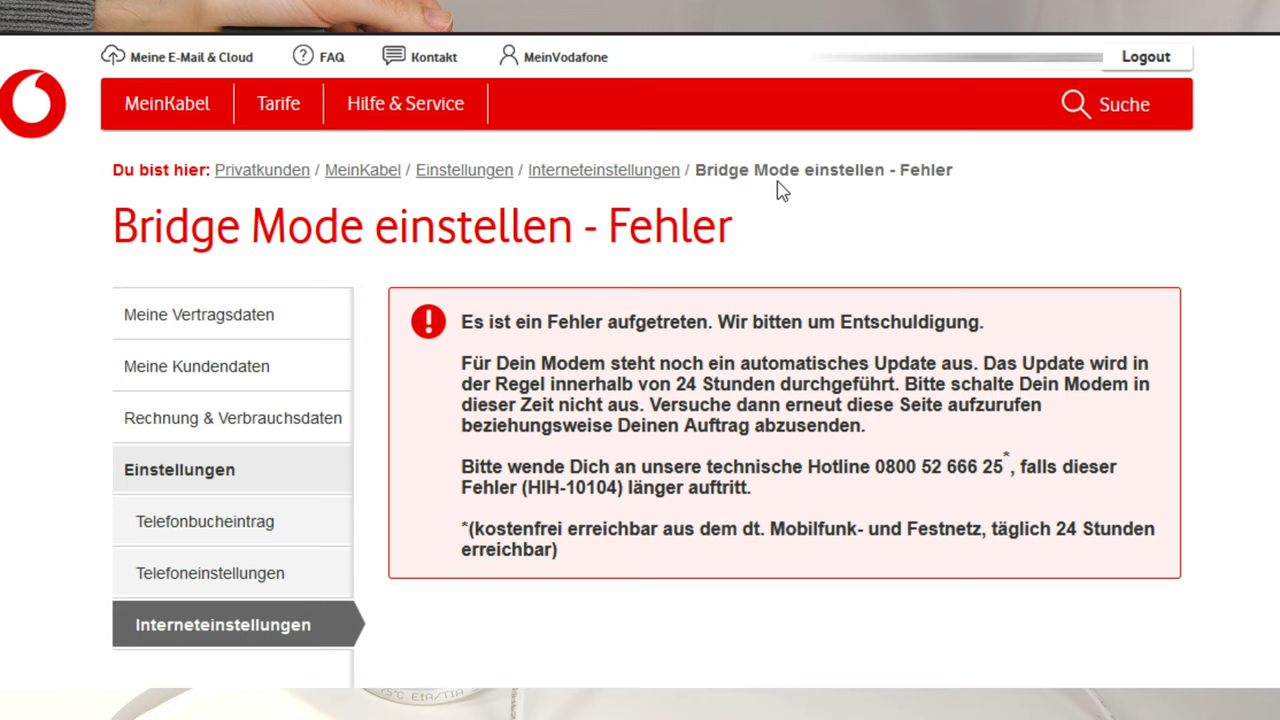 Meine E-Mail & Cloud
FAQ
Kontakt
MeinVodafone
Logout
MeinKabel
Tarife
Hilfe & Service
Suche
Du bist hier: Privatkunden / MeinKabel / Einstellungen / Interneteinstellungen / Bridge Mode einstellen - Fehler
Bridge Mode einstellen - Fehler
Meine Vertragsdaten
Meine Kundendaten
Rechnung & Verbrauchsdaten
Einstellungen
Telefonbucheintrag
Telefoneinstellungen
Interneteinstellungen
Es ist ein Fehler aufgetreten. Wir bitten um Entschuldigung.
Für Dein Modem steht noch ein automatisches Update aus. Das Update wird in
der Regel innerhalb von 24 Stunden durchgeführt. Bitte schalte Dein Modem in
dieser Zeit nicht aus. Versuche dann erneut diese Seite aufzurufen
beziehungsweise Deinen Auftrag abzusenden.
Bitte wende Dich an unsere technische Hotline 0800 52 666 25*, falls dieser
Fehler (HIH-10104) länger auftritt.
*(kostenfrei erreichbar aus dem dt. Mobilfunk- und Festnetz, täglich 24 Stunden
erreichbar)
75°C EIA/TIA